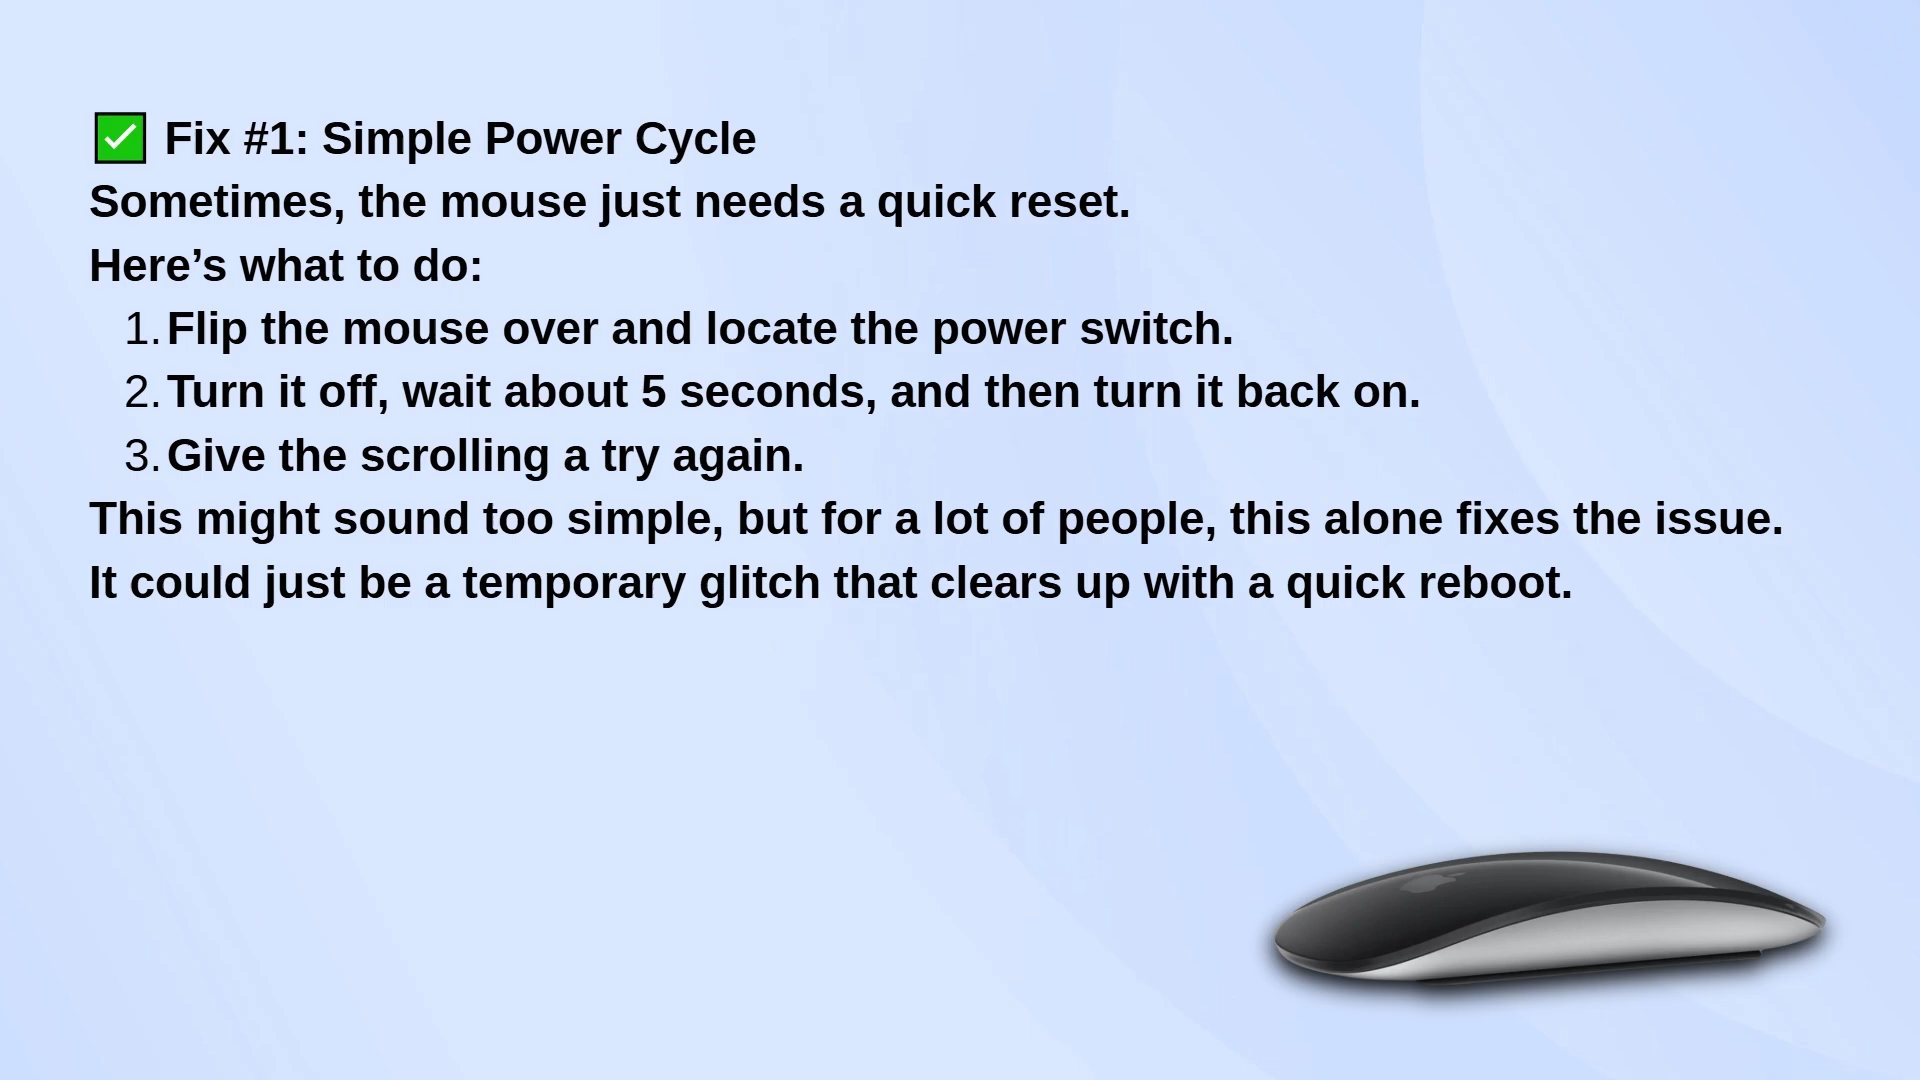 ✅ Fix #1: Simple Power Cycle
Sometimes, the mouse just needs a quick reset.
Here’s what to do:
1. Flip the mouse over and locate the power switch.
2. Turn it off, wait about 5 seconds, and then turn it back on.
3. Give the scrolling a try again.
This might sound too simple, but for a lot of people, this alone fixes the issue.
It could just be a temporary glitch that clears up with a quick reboot.